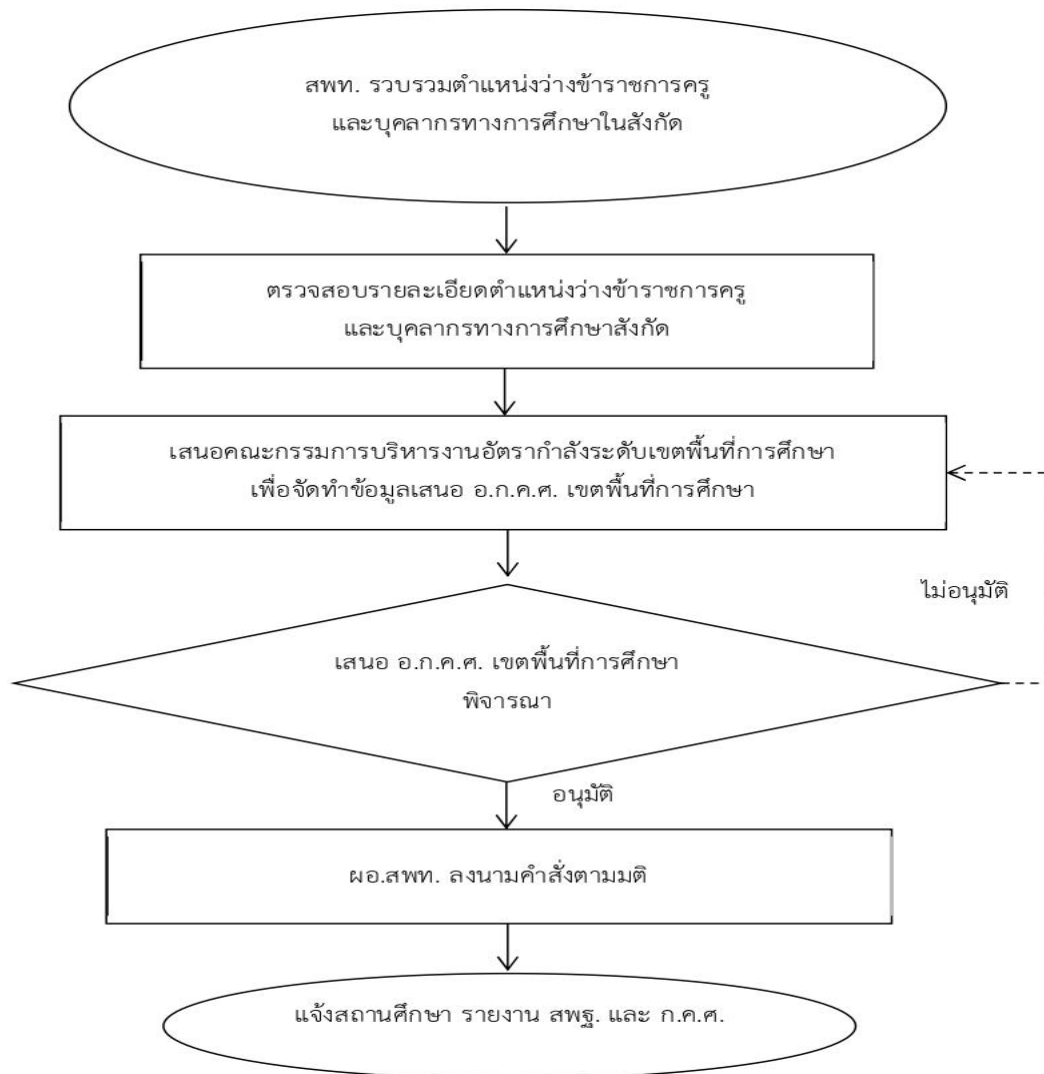 สพท. รวบรวมตำแหน่งว่างข้าราชการครู
และบุคลากรทางการศึกษาในสังกัด
ตรวจสอบรายละเอียดตำแหน่งว่างข้าราชการครู
และบุคลากรทางการศึกษาสังกัด
เสนอคณะกรรมการบริหารงานอัตรากำลังระดับเขตพื้นที่การศึกษา
เพื่อจัดทำข้อมูลเสนอ อ.ก.ค.ศ. เขตพื้นที่การศึกษา
ไม่อนุมัติ
เสนอ อ.ก.ค.ศ. เขตพื้นที่การศึกษา
พิจารณา
อนุมัติ
ผอ.สพท. ลงนามคำสั่งตามมติ
แจ้งสถานศึกษา รายงาน สพฐ. และ ก.ค.ศ.